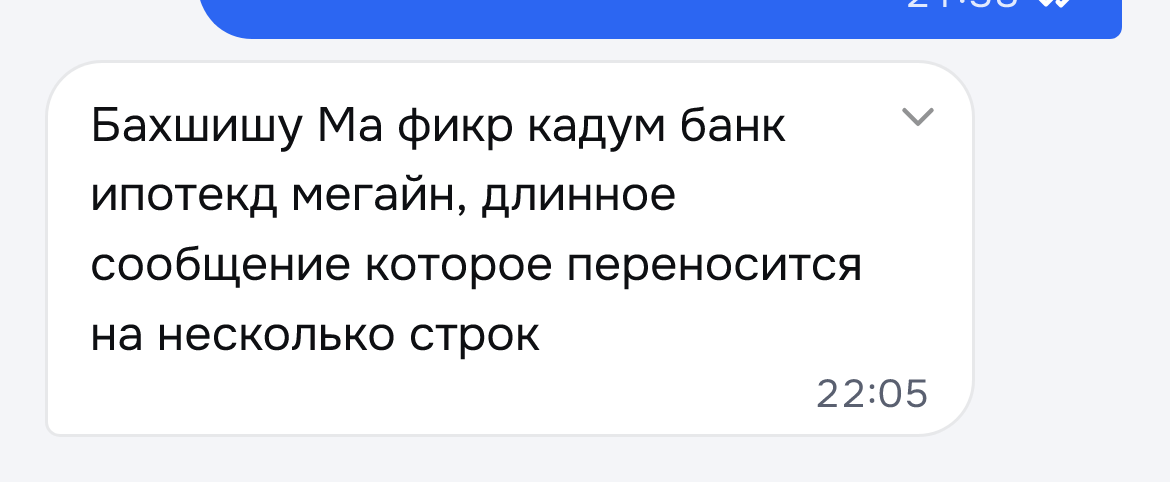 Бахшишу Ма фикр кадум банк
ипотекд мегайн, длинное
сообщение которое переносится
на несколько строк
22:05